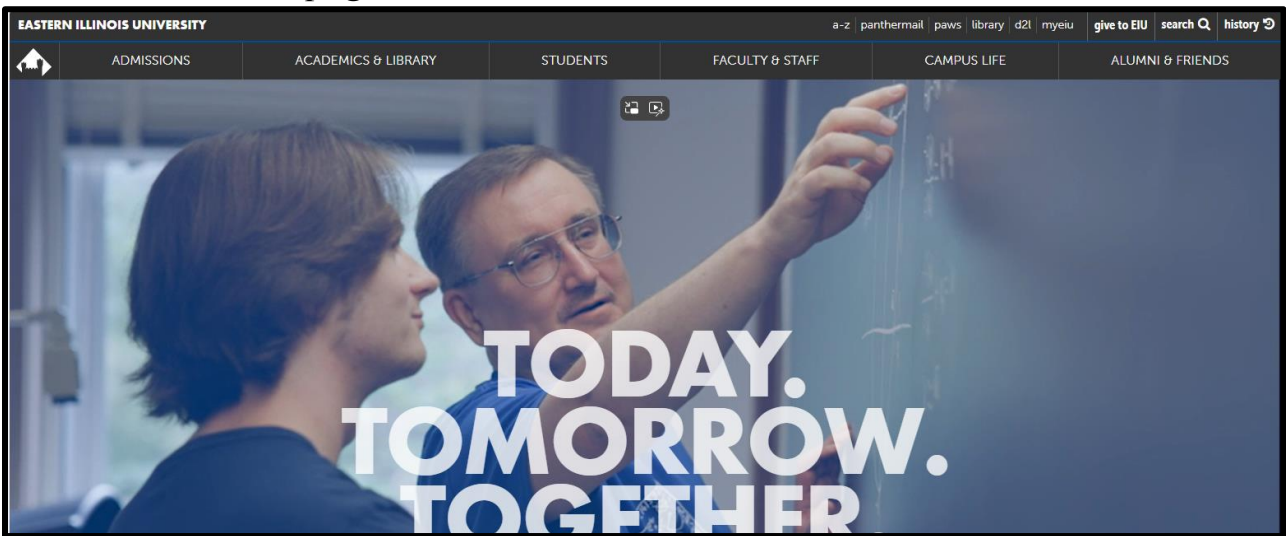 EASTERN ILLINOIS UNIVERSITY a-z panthermail paws library d2l myeiu give to EIU search history
ADMISSIONS ACADEMICS & LIBRARY STUDENTS FACULTY & STAFF CAMPUS LIFE ALUMNI & FRIENDS
TODAY.
TOMORROW.
TOGETHER